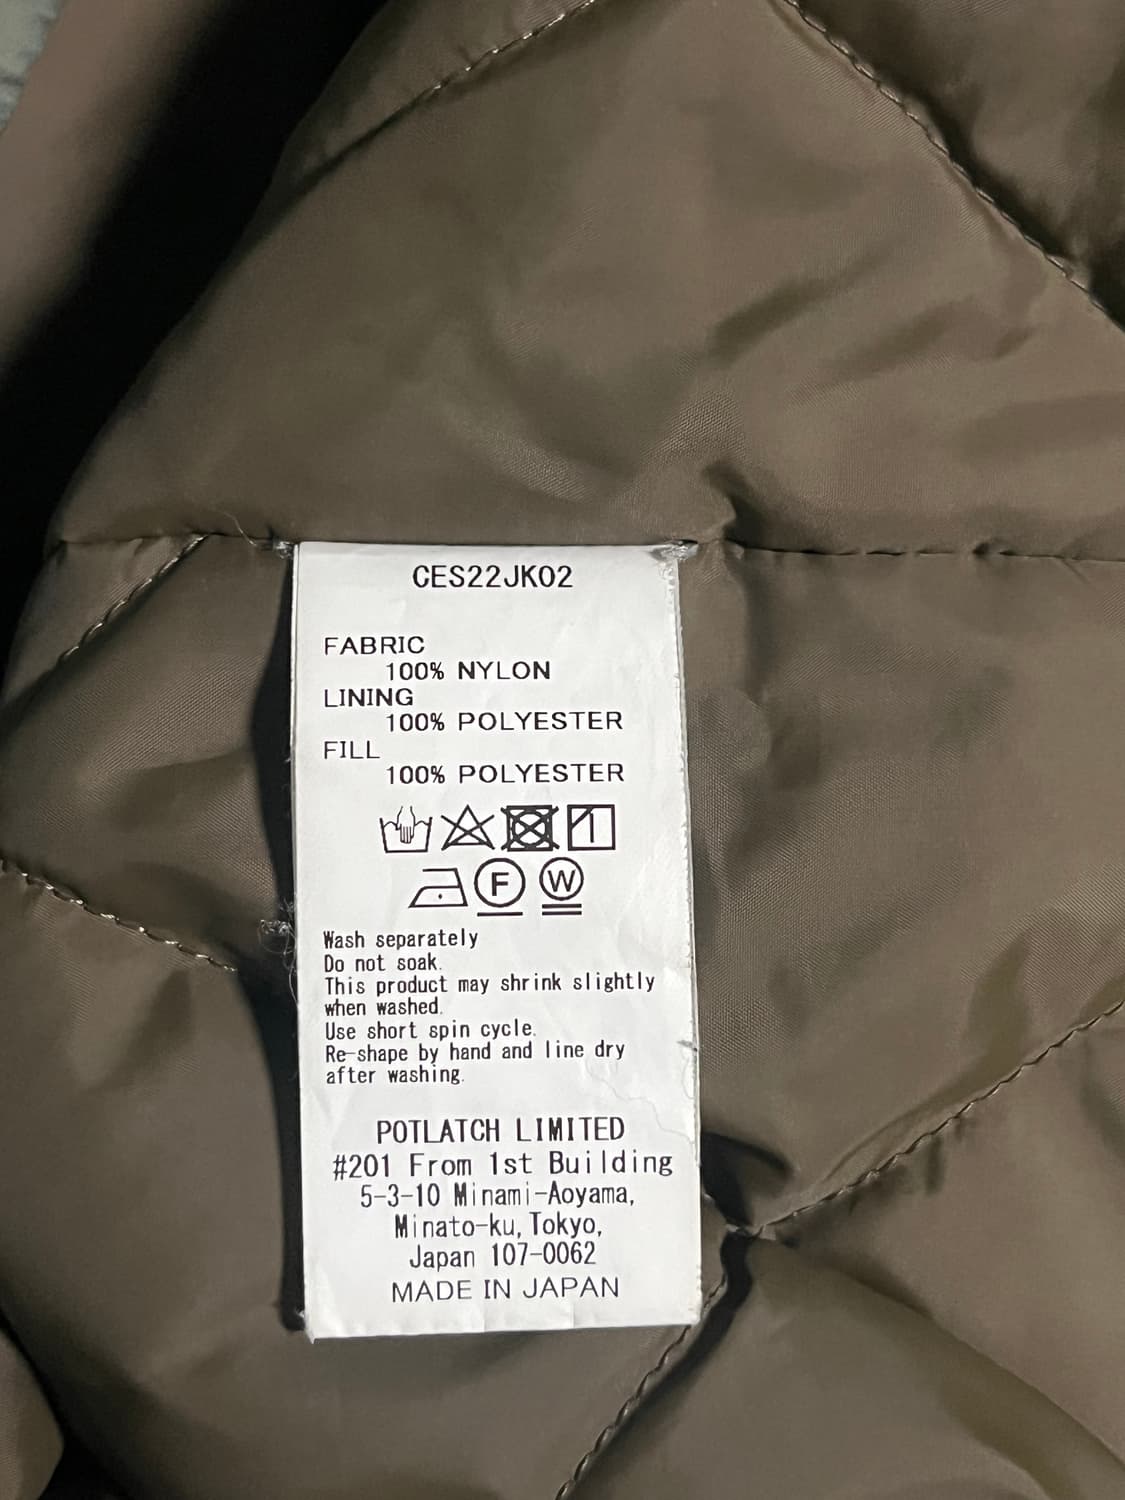 CES22JK02
FABRIC
100% NYLON
LINING
100% POLYESTER
FILL
100% POLYESTER
F W
Wash separately
Do not soak.
This product may shrink slightly
when washed.
Use short spin cycle.
Re-shape by hand and line dry
after washing.
POTLATCH LIMITED
#201 From 1st Building
5-3-10 Minami-Aoyama,
Minato-ku, Tokyo,
Japan 107-0062
MADE IN JAPAN